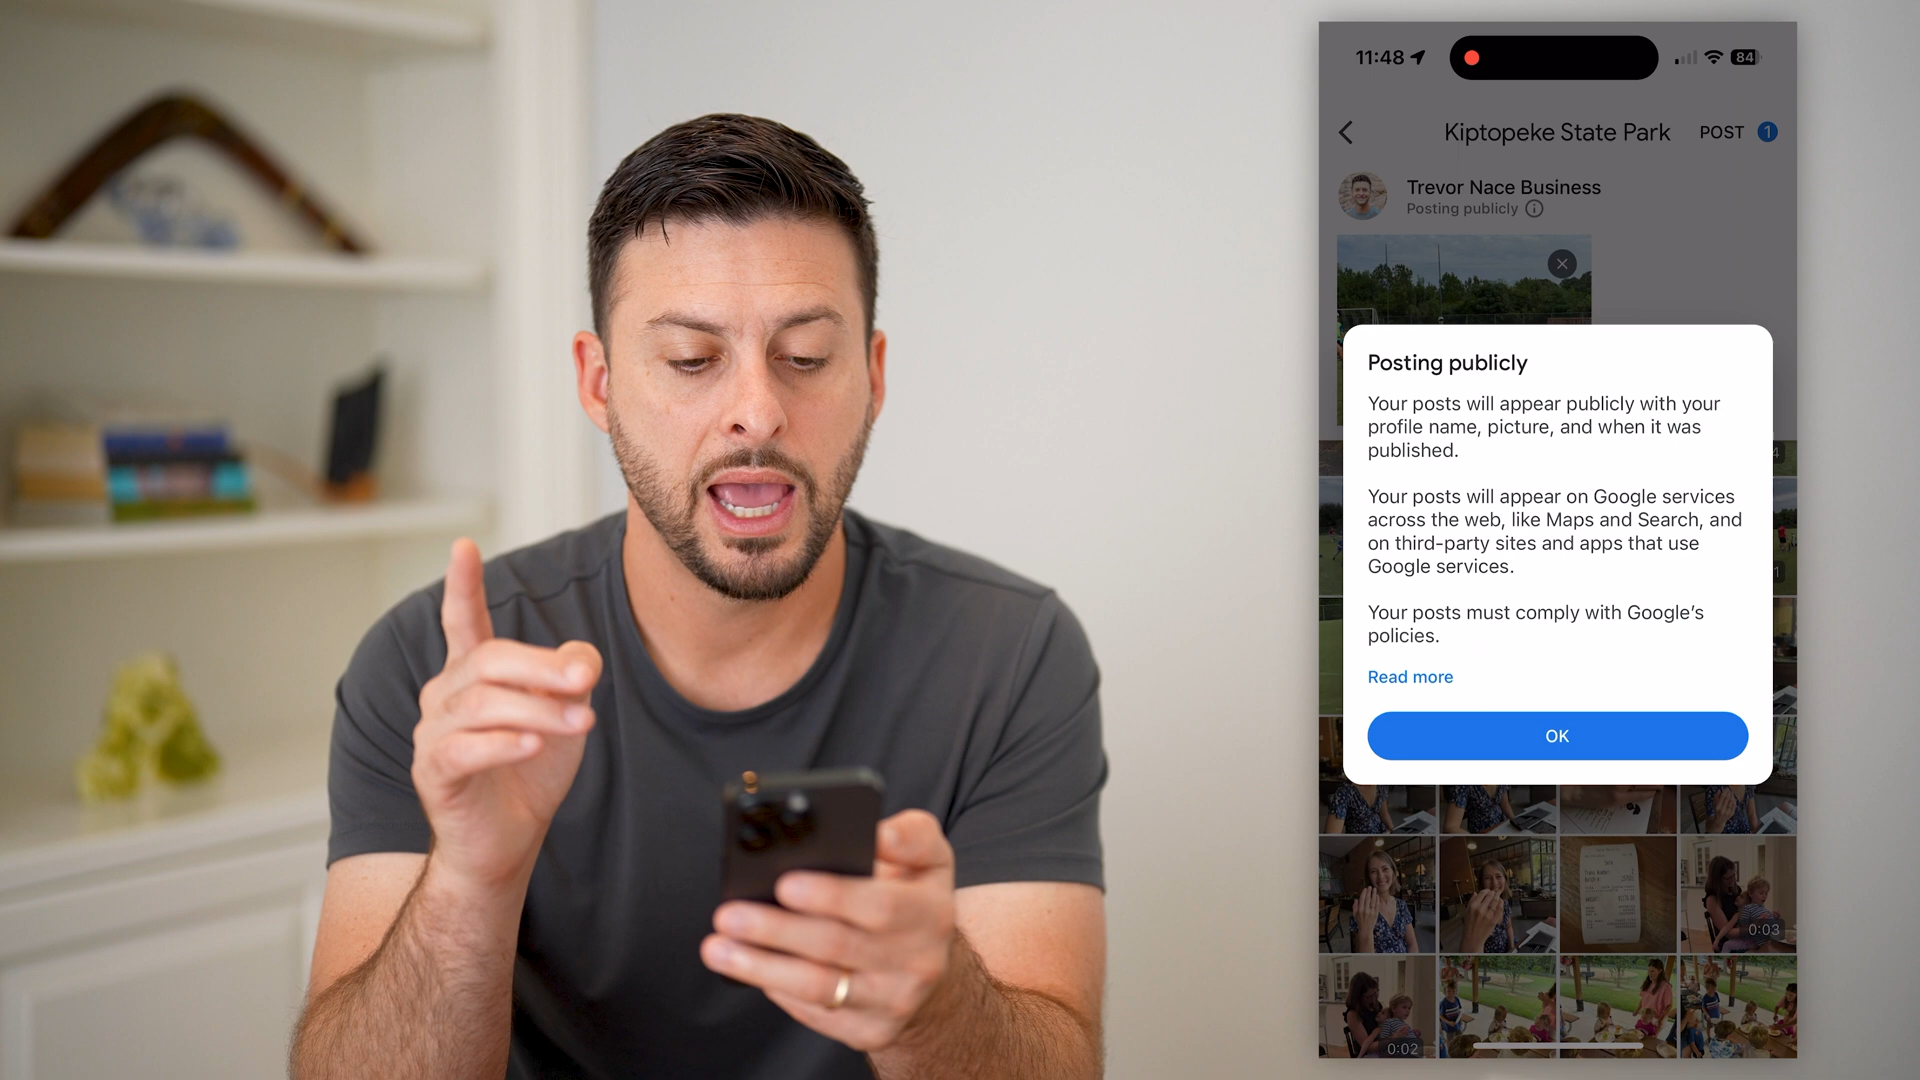 11:48
84
Kiptopeke State Park
POST 1
Trevor Nace Business
Posting publicly
Posting publicly
Your posts will appear publicly with your
profile name, picture, and when it was
published.
Your posts will appear on Google services
across the web, like Maps and Search, and
on third-party sites and apps that use
Google services.
Your posts must comply with Google's
policies.
Read more
OK
0:03
0:02